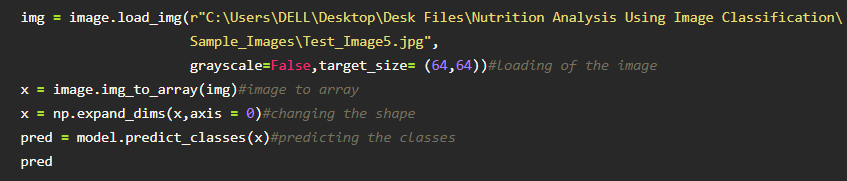 img = image.load_img(r"C:\Users\DELL\Desktop\Desk Files\Nutrition Analysis Using Image Classification\
Sample_Images\Test_Image5.jpg",
grayscale=False,target_size= (64,64))#loading of the image
x = image.img_to_array(img)#image to array
x = np.expand_dims(x,axis = 0)#changing the shape
pred = model.predict_classes(x)#predicting the classes
pred